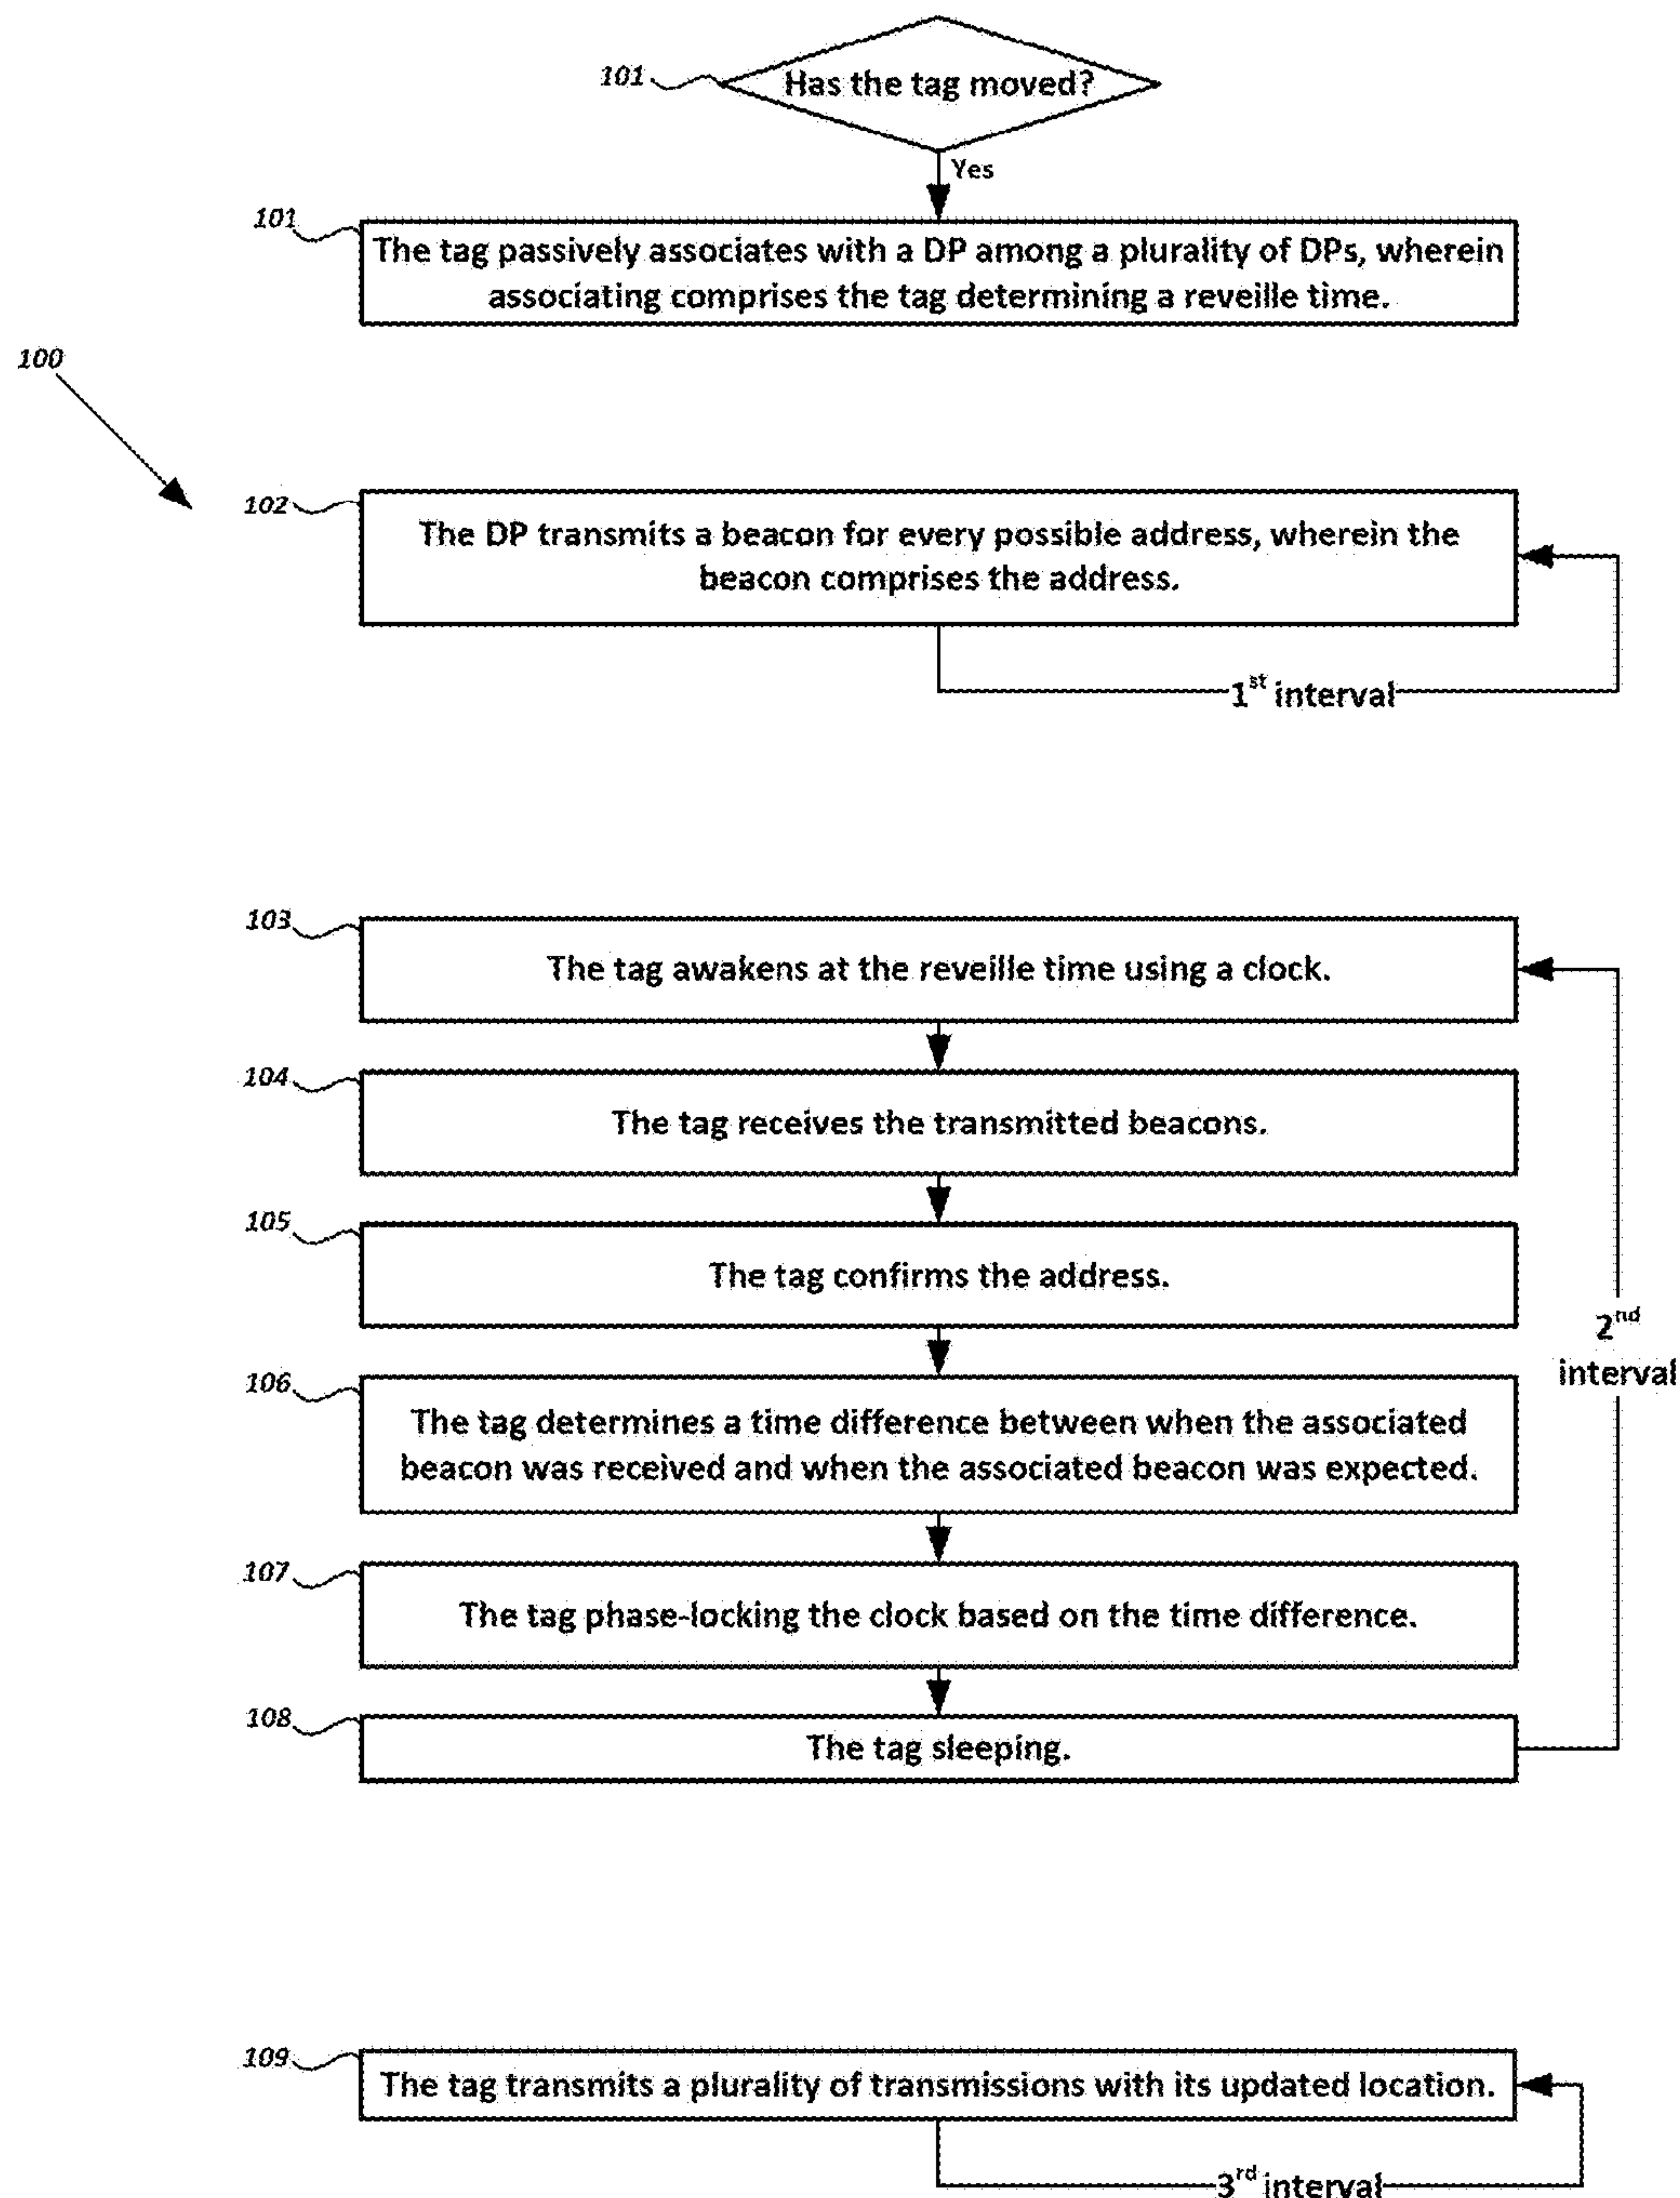 101
Has the tag moved?
Yes
101
The tag passively associates with a DP among a plurality of DPs, wherein
associating comprises the tag determining a reveille time.
100
102
The DP transmits a beacon for every possible address, wherein the
beacon comprises the address.
1st interval
103
The tag awakens at the reveille time using a clock.
104
The tag receives the transmitted beacons.
105
The tag confirms the address.
2nd
interval
106
The tag determines a time difference between when the associated
beacon was received and when the associated beacon was expected.
107
The tag phase-locking the clock based on the time difference.
108
The tag sleeping.
109
The tag transmits a plurality of transmissions with its updated location.
3rd interval